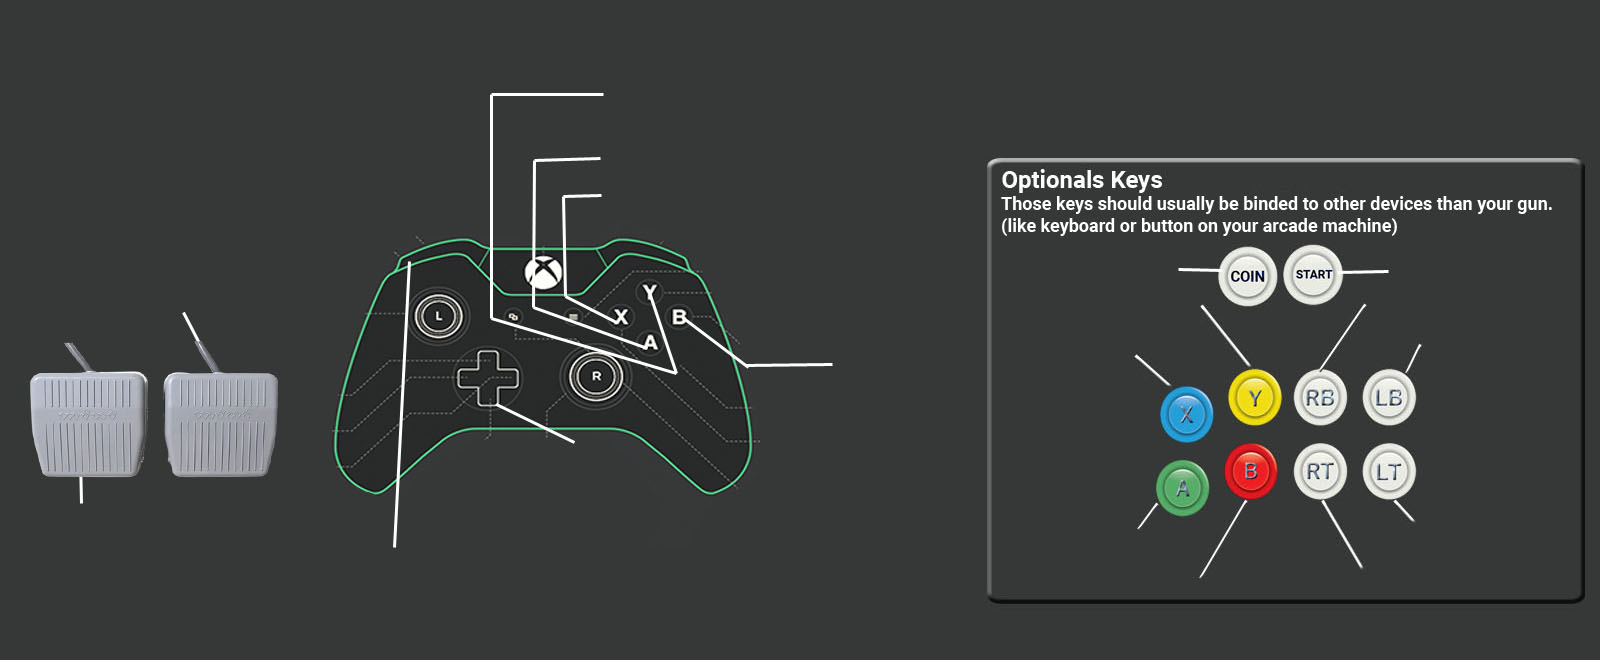 Optionals Keys
Those keys should usually be binded to other devices than your gun.
(like keyboard or button on your arcade machine)
COIN START
Y
L X B
A
R
Y RB LB
X
B RT LT
A